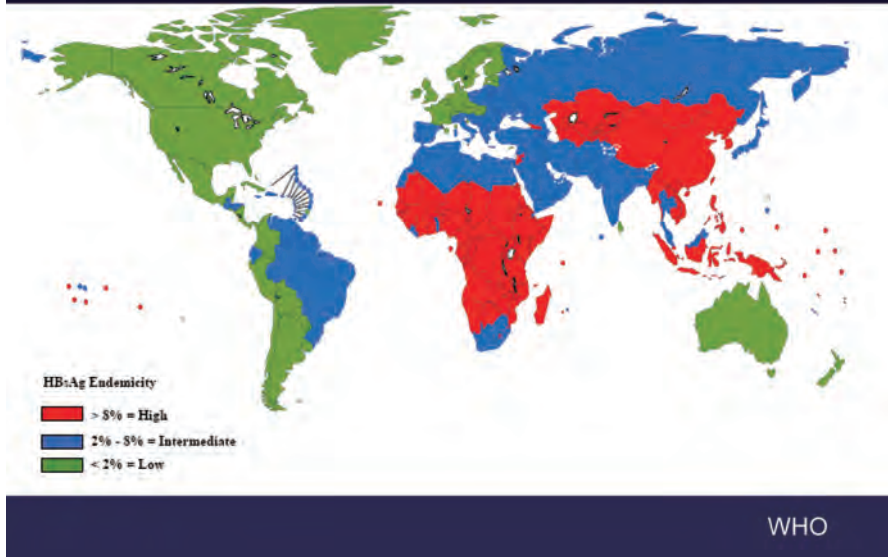 HBsAg Endemicity
> 8% = High
2% - 8% = Intermediate
< 2% = Low
WHO